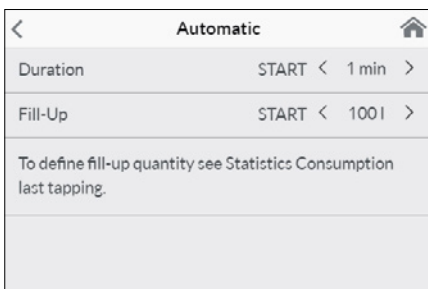 Automatic
Duration START < 1 min >
Fill-Up START < 100 l >
To define fill-up quantity see Statistics Consumption
last tapping.